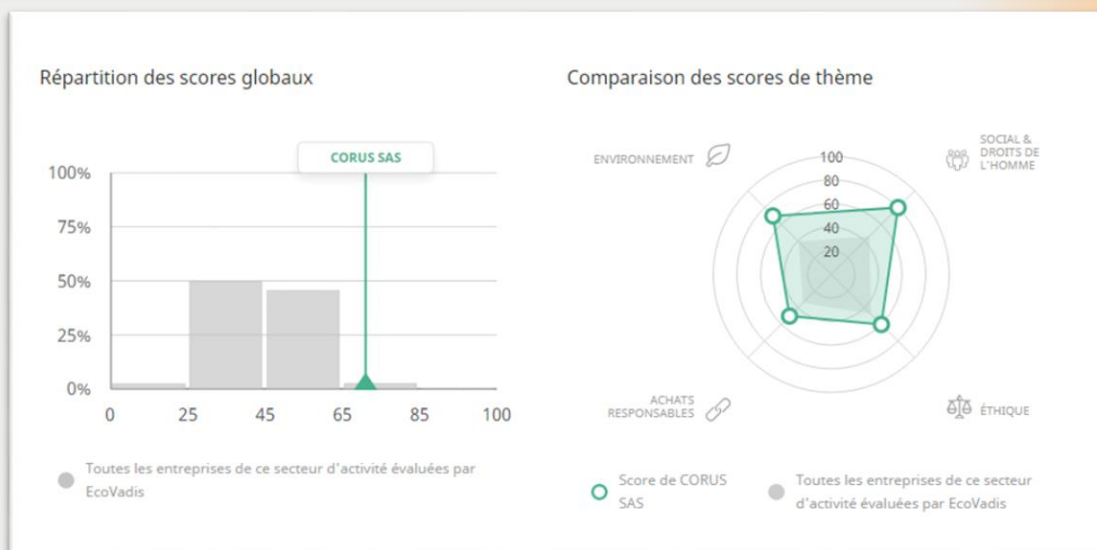 Répartition des scores globaux
CORUS SAS
100%
75%
50%
25%
0%
0 25 45 65 85 100
Toutes les entreprises de ce secteur d'activité évaluées par
EcoVadis
Comparaison des scores de thème
ENVIRONNEMENT
SOCIAL &
DROITS DE
L'HOMME
100
80
60
40
20
ACHATS
RESPONSABLES
ÉTHIQUE
Score de CORUS
SAS
Toutes les entreprises de ce secteur
d'activité évaluées par EcoVadis